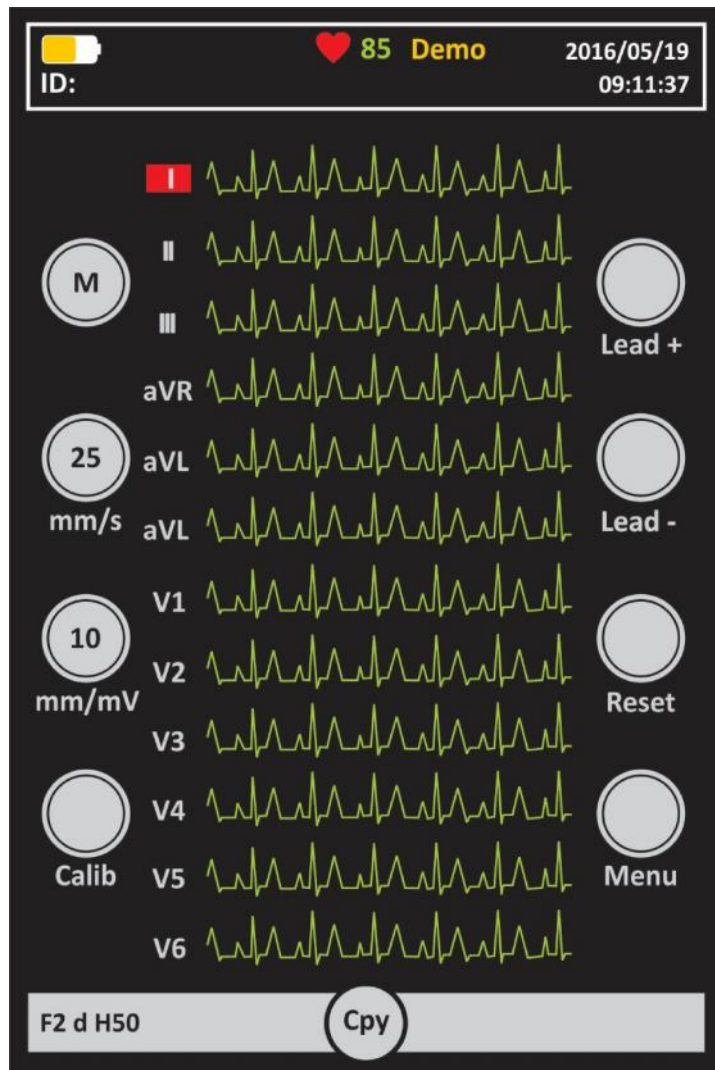 85 Demo 2016/05/19
ID: 09:11:37
I
II
M
III
Lead +
aVR
25
mm/s
aVL
aVL
Lead -
V1
10
mm/mV
V2
Reset
V3
V4
Calib
V5
Menu
V6
F2 d H50
Cpy